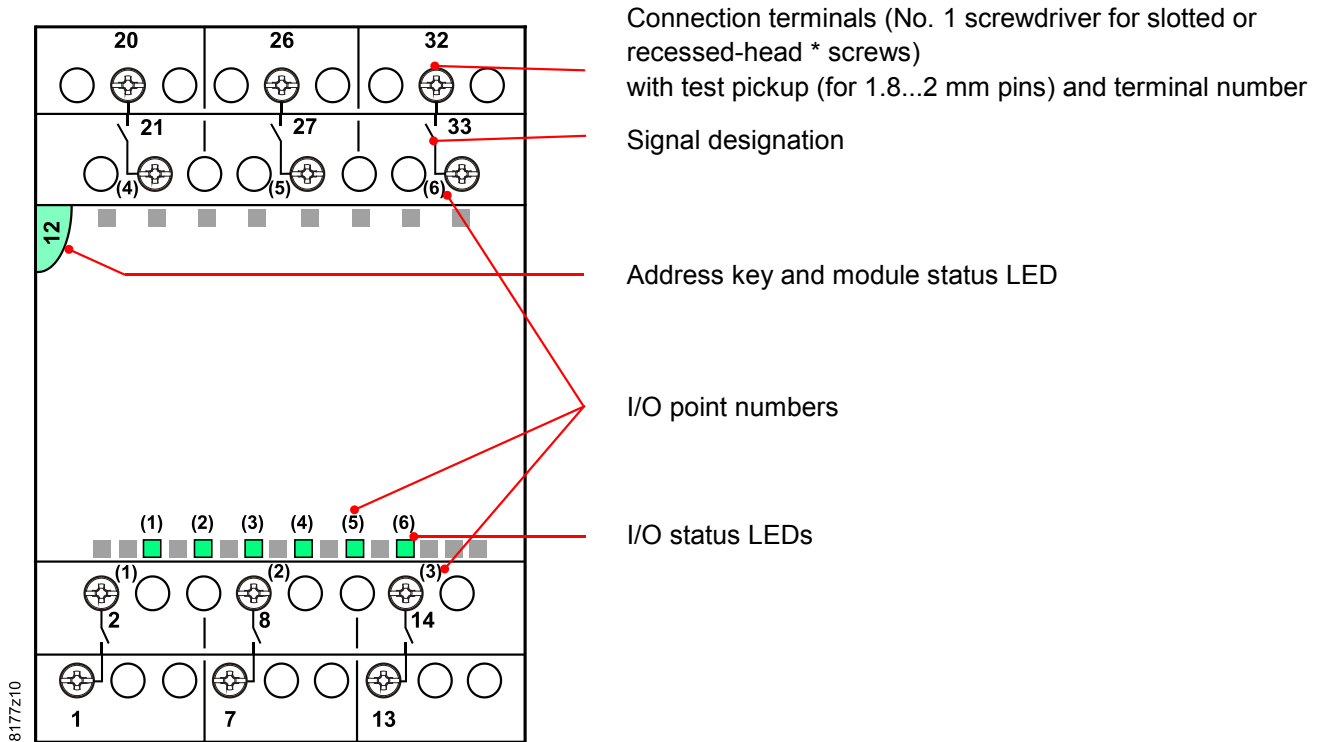 Connection terminals (No. 1 screwdriver for slotted or
recessed-head * screws)
with test pickup (for 1.8...2 mm pins) and terminal number
20 26 32
21 27 33
Signal designation
(4) (5) (6)
12
Address key and module status LED
I/O point numbers
(1) (2) (3) (4) (5) (6)
I/O status LEDs
(1) (2) (3)
2 8 14
1 7 13
8177z10